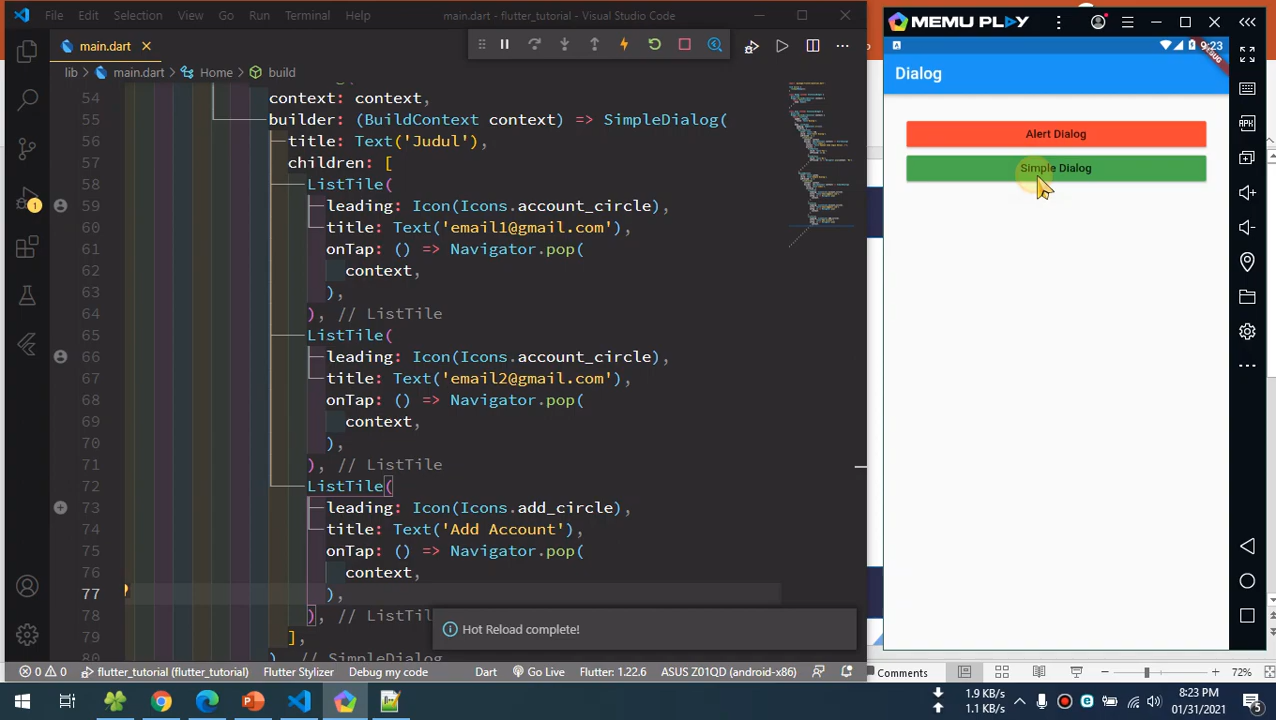 File Edit Selection View Go Run Terminal Help
main.dart - flutter_tutorial - Visual Studio Code
main.dart
lib > main.dart > Home > build
54 context: context,
55 builder: (BuildContext context) => SimpleDialog(
56 title: Text('Judul'),
57 children: [
58 ListTile(
59 leading: Icon(Icons.account_circle),
60 title: Text('email1@gmail.com'),
61 onTap: () => Navigator.pop(
62 context,
63 ),
64 ), // ListTile
65 ListTile(
66 leading: Icon(Icons.account_circle),
67 title: Text('email2@gmail.com'),
68 onTap: () => Navigator.pop(
69 context,
70 ),
71 ), // ListTile
72 ListTile(
73 leading: Icon(Icons.add_circle),
74 title: Text('Add Account'),
75 onTap: () => Navigator.pop(
76 context,
77 ),
78 ), // ListTil
79 ],
80 ), // SimpleDialog
1
Hot Reload complete!
0 0 flutter_tutorial (flutter_tutorial) Flutter Stylizer Debug my code Dart Go Live Flutter: 1.22.6 ASUS Z01QD (android-x86)
MEMU PLAY
9:23
Dialog
Alert Dialog
Simple Dialog
Comments
72%
1.9 KB/s
1.1 KB/s
8:23 PM
01/31/2021
5